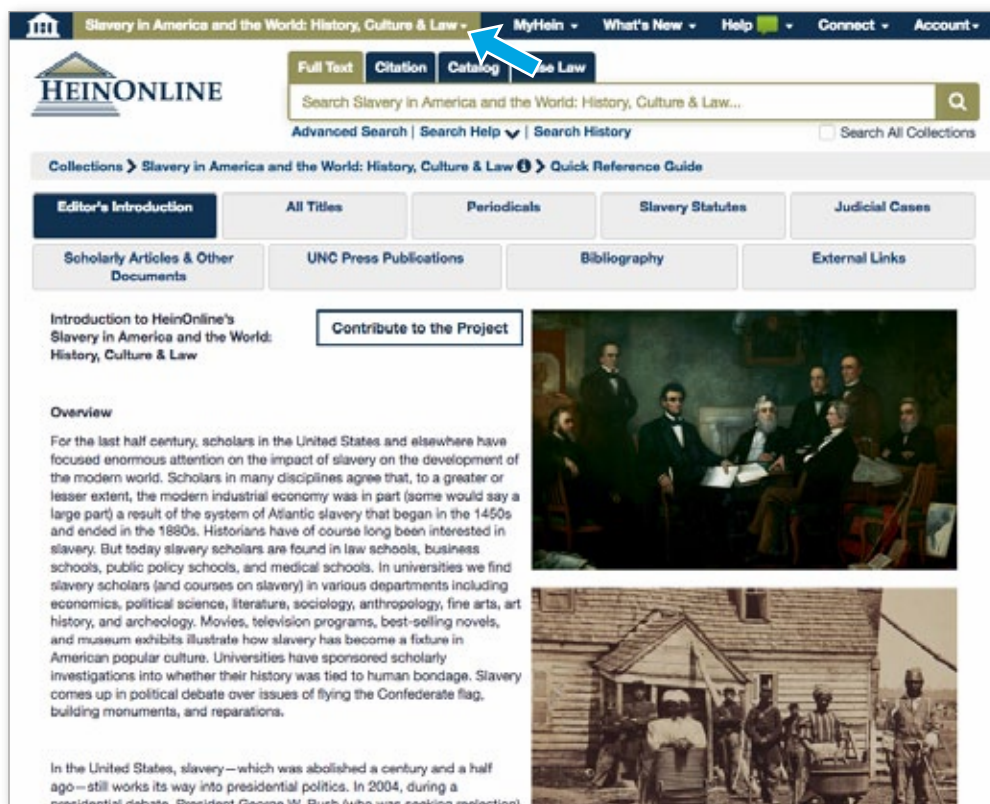 Slavery in America and the World: History, Culture & Law MyHein What's New Help Connect Account
HEINONLINE
Full Text Citation Catalog Law
Search Slavery in America and the World: History, Culture & Law...
Advanced Search | Search Help | Search History Search All Collections
Collections Slavery in America and the World: History, Culture & Law Quick Reference Guide
Editor's Introduction All Titles Periodicals Slavery Statutes Judicial Cases
Scholarly Articles & Other Documents UNC Press Publications Bibliography External Links
Introduction to HeinOnline's
Slavery in America and the World:
History, Culture & Law
Contribute to the Project
Overview
For the last half century, scholars in the United States and elsewhere have
focused enormous attention on the impact of slavery on the development of
the modern world. Scholars in many disciplines agree that, to a greater or
lesser extent, the modern industrial economy was in part (some would say a
large part) a result of the system of Atlantic slavery that began in the 1450s
and ended in the 1880s. Historians have of course long been interested in
slavery. But today slavery scholars are found in law schools, business
schools, public policy schools, and medical schools. In universities we find
slavery scholars (and courses on slavery) in various departments including
economics, political science, literature, sociology, anthropology, fine arts, art
history, and archeology. Movies, television programs, best-selling novels,
and museum exhibits illustrate how slavery has become a fixture in
American popular culture. Universities have sponsored scholarly
investigations into whether their history was tied to human bondage. Slavery
comes up in political debate over issues of flying the Confederate flag,
building monuments, and reparations.
In the United States, slavery—which was abolished a century and a half
ago—still works its way into presidential politics. In 2004, during a
presidential debate, President George W. Bush (who was seeking reelection)